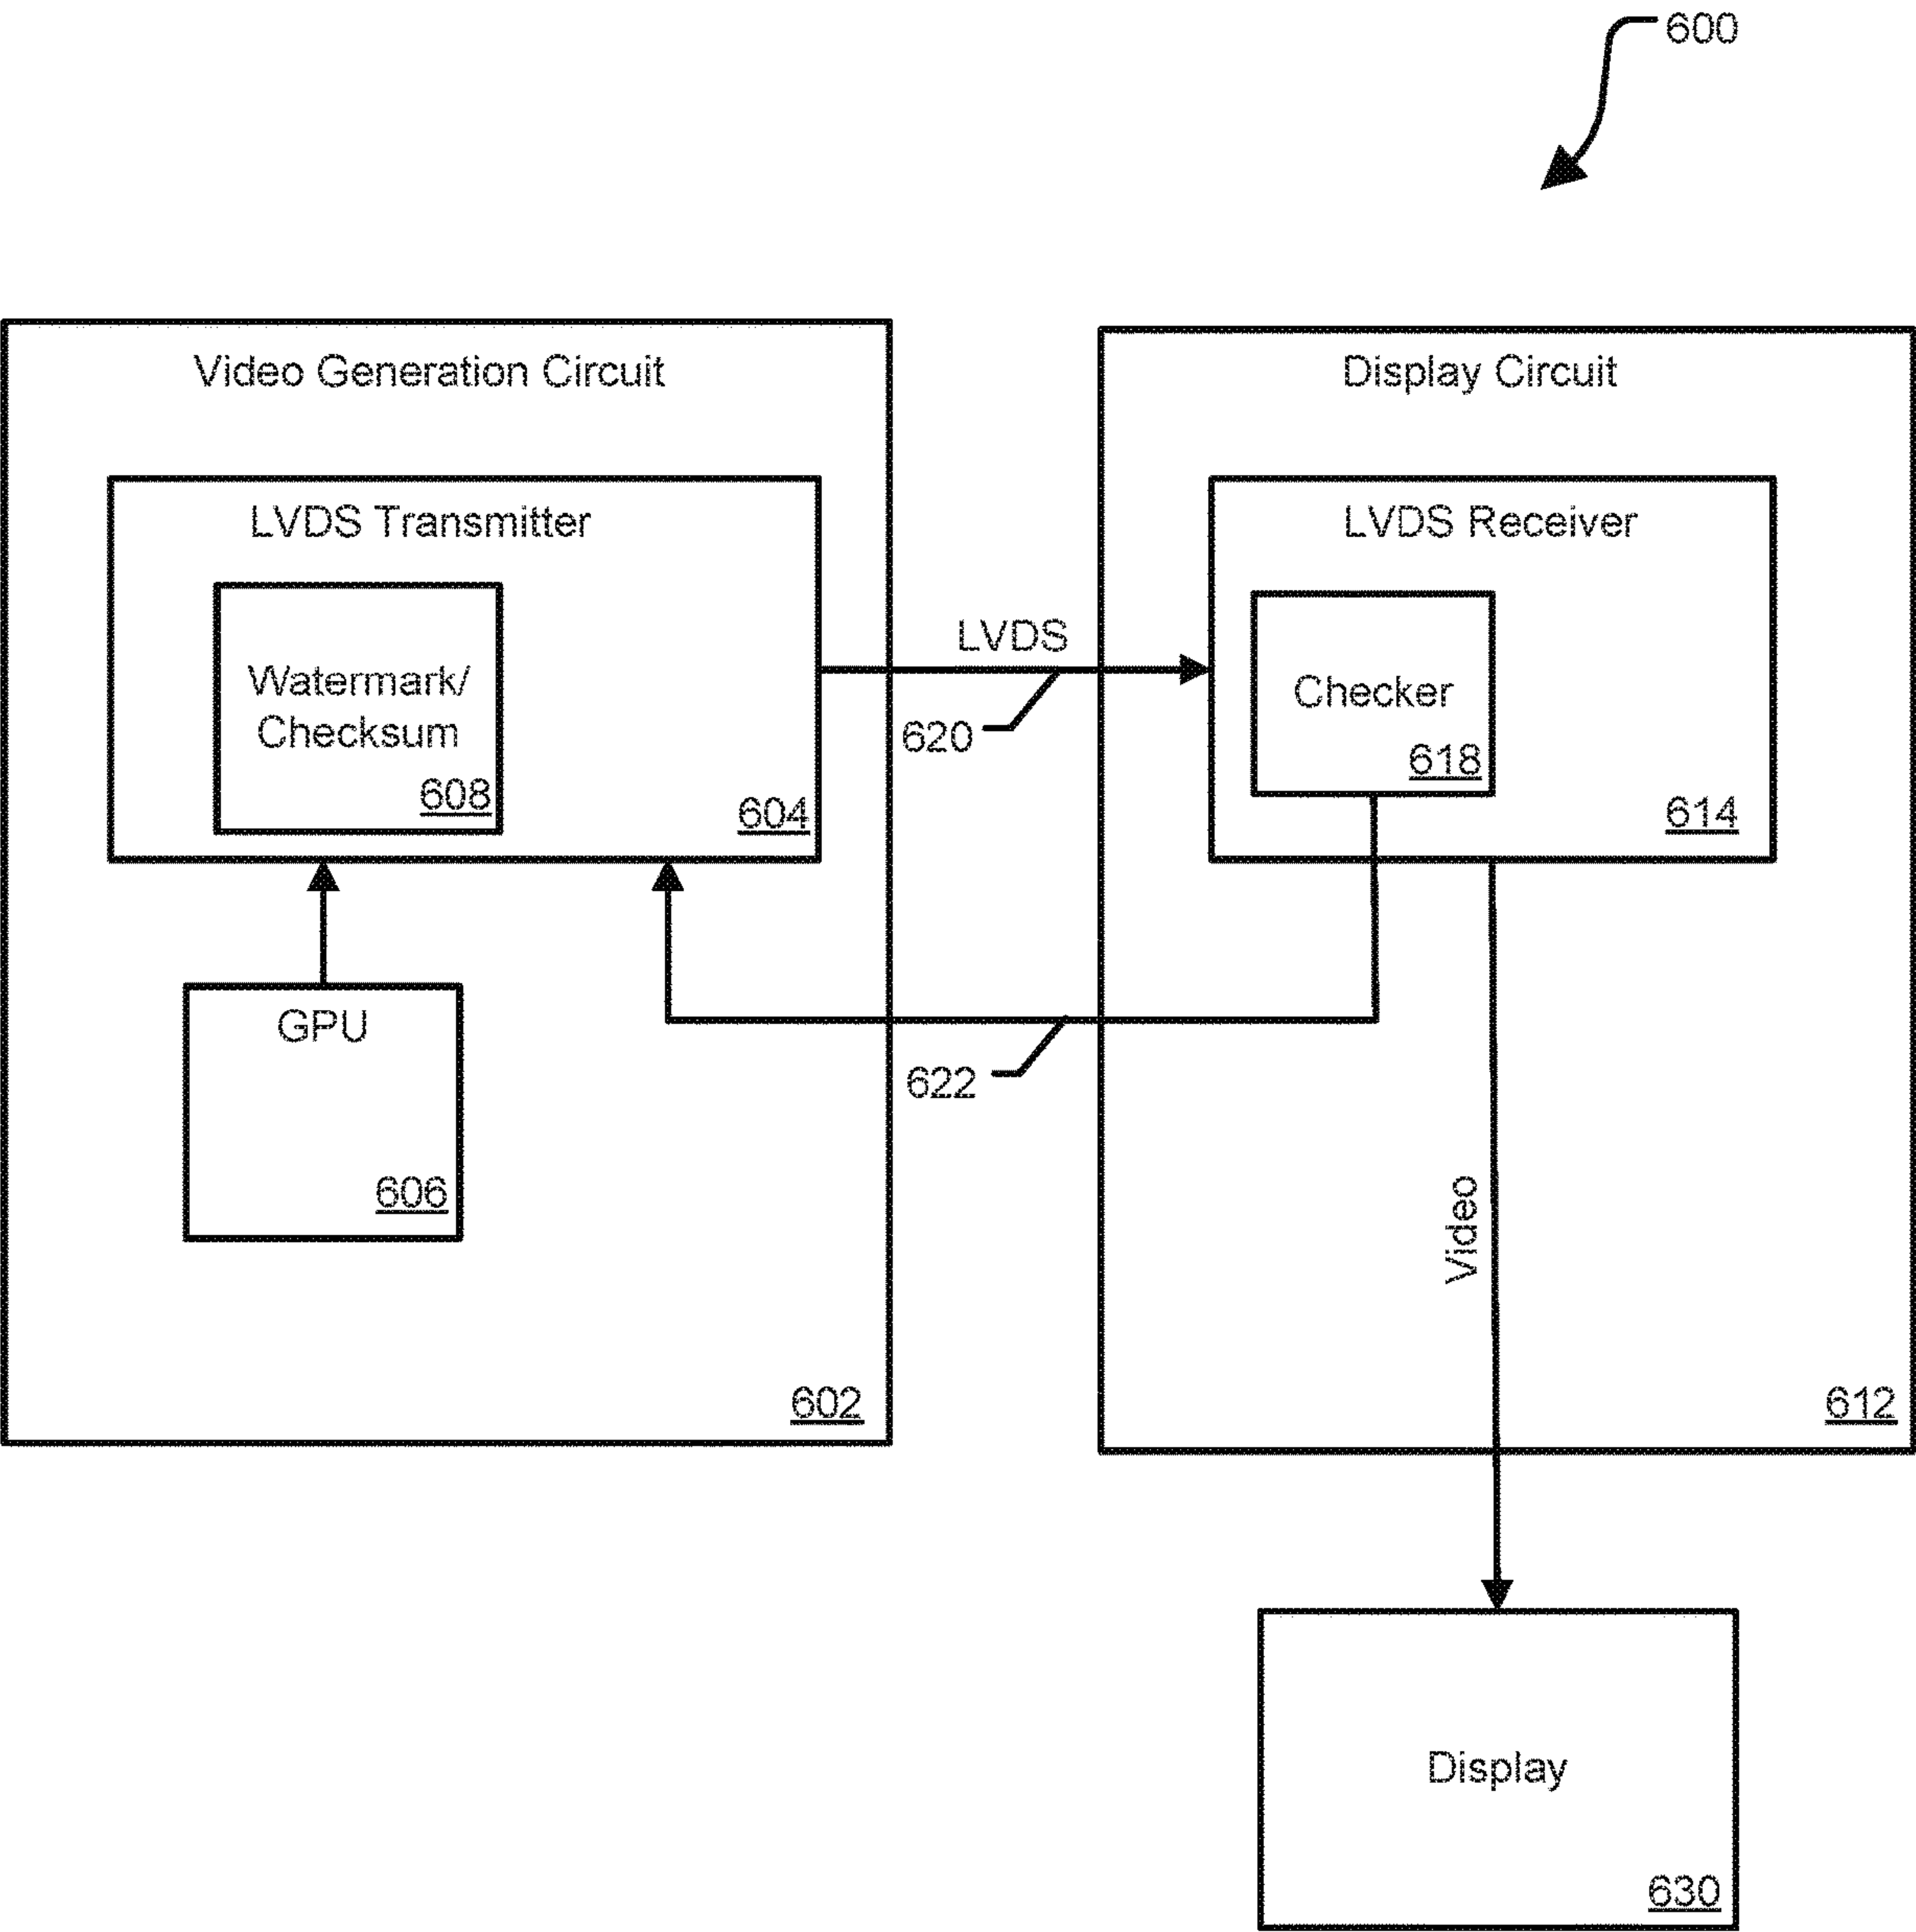 600
Video Generation Circuit
LVDS Transmitter
Watermark/
Checksum
608
604
GPU
606
602
LVDS
620
622
Display Circuit
LVDS Receiver
Checker
618
614
Video
612
Display
630